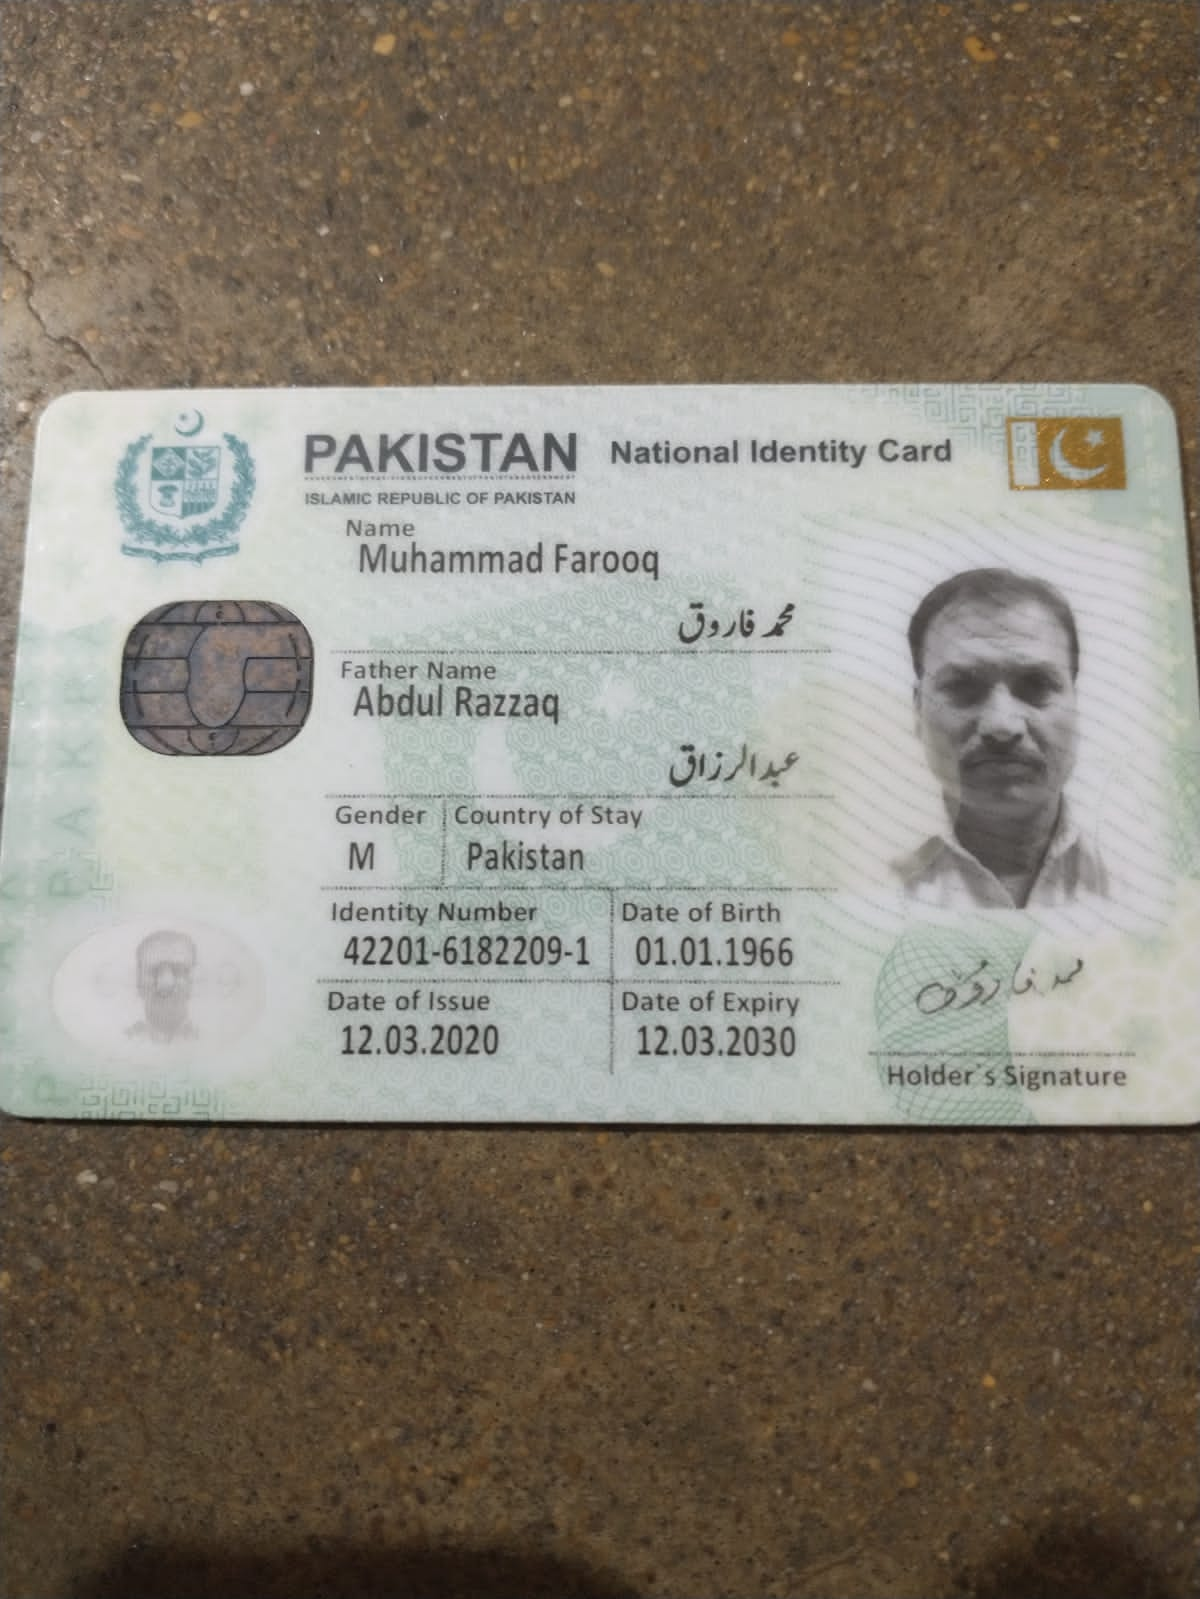 PAKISTAN National Identity Card
ISLAMIC REPUBLIC OF PAKISTAN
Name
Muhammad Farooq
محمد فاروق
Father Name
Abdul Razzaq
عبدالرزاق
Gender Country of Stay
M Pakistan
Identity Number Date of Birth
42201-6182209-1 01.01.1966
Date of Issue Date of Expiry
12.03.2020 12.03.2030
محمد فاروق
Holder`s Signature
PAKISTAN